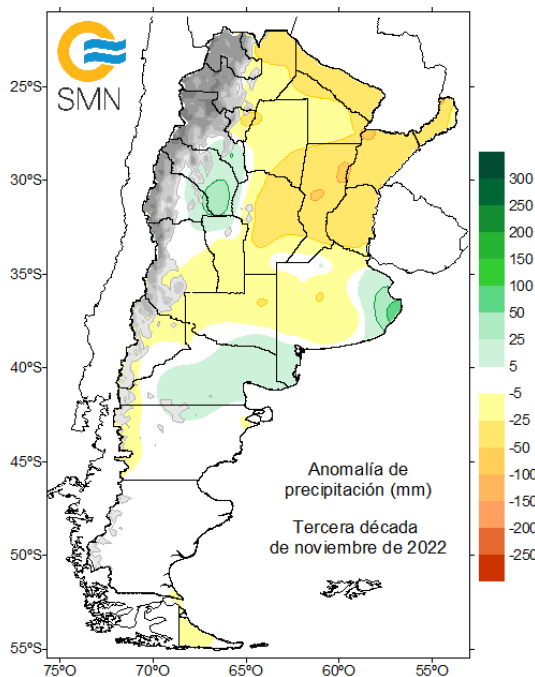 SMN
25ºS
30ºS
35ºS
40ºS
45ºS
50ºS
55ºS
75ºO
70ºO
65ºO
60ºO
55ºO
Anomalía de
precipitación (mm)
Tercera década
de noviembre de 2022
300
250
200
150
100
50
25
5
-5
-25
-50
-100
-150
-200
-250